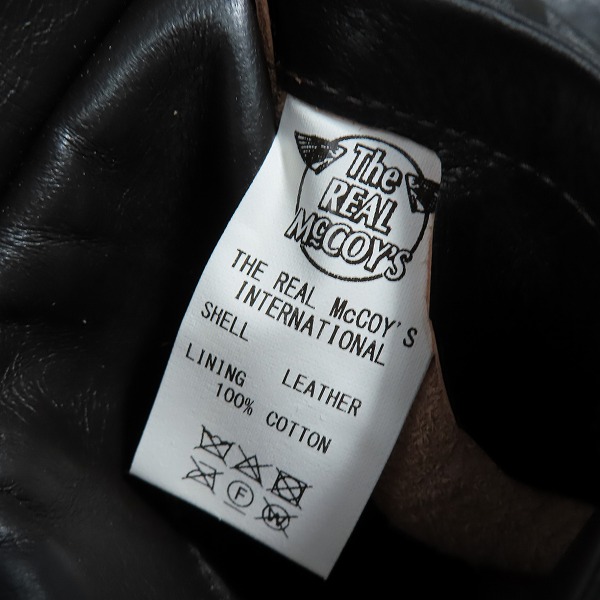 The
REAL
McCOY'S
THE REAL McCOY'S
INTERNATIONAL
SHELL
LEATHER
LINING
100% COTTON
F
W